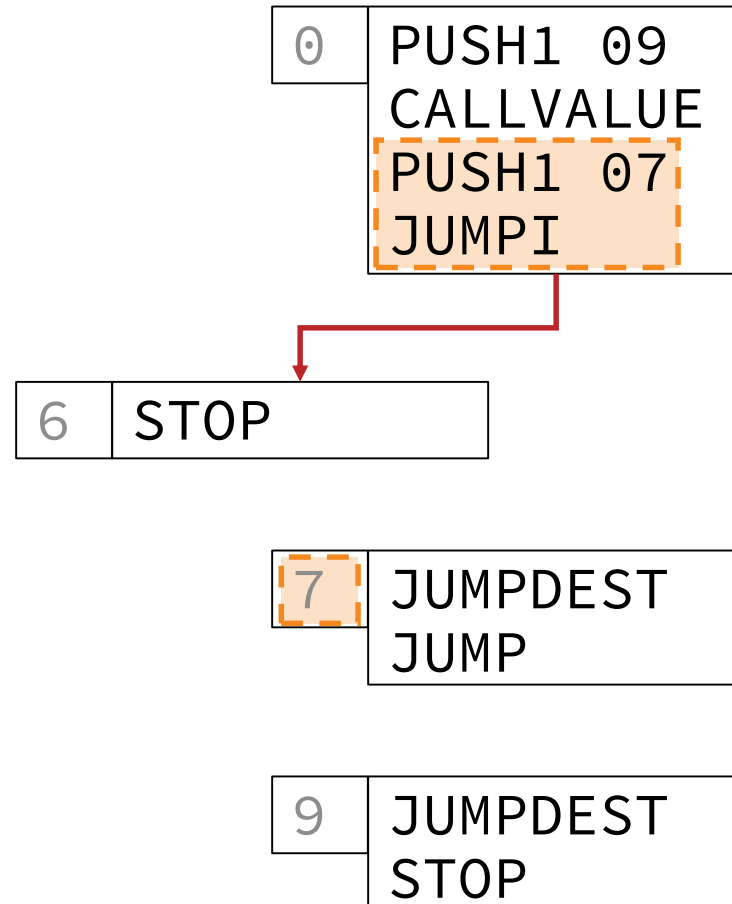 0 PUSH1 09
CALLVALUE
PUSH1 07
JUMPI
6 STOP
7 JUMPDEST
JUMP
9 JUMPDEST
STOP